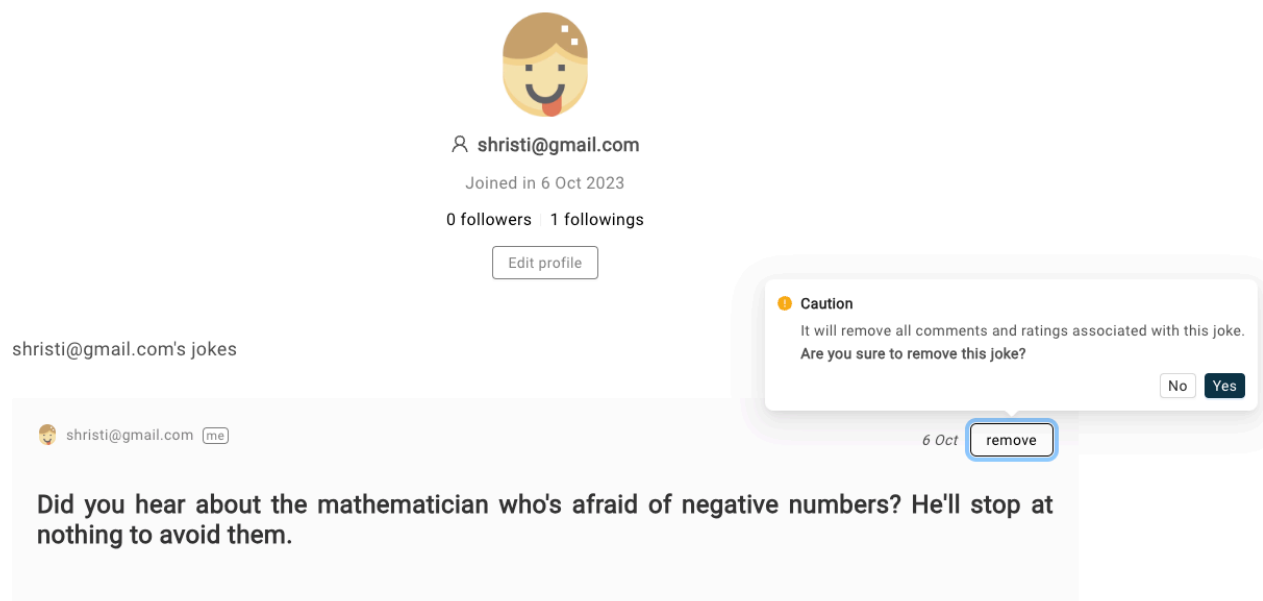 shristi@gmail.com
Joined in 6 Oct 2023
0 followers 1 followings
Edit profile
Caution
It will remove all comments and ratings associated with this joke.
Are you sure to remove this joke?
No Yes
shristi@gmail.com's jokes
shristi@gmail.com me
6 Oct remove
Did you hear about the mathematician who's afraid of negative numbers? He'll stop at
nothing to avoid them.